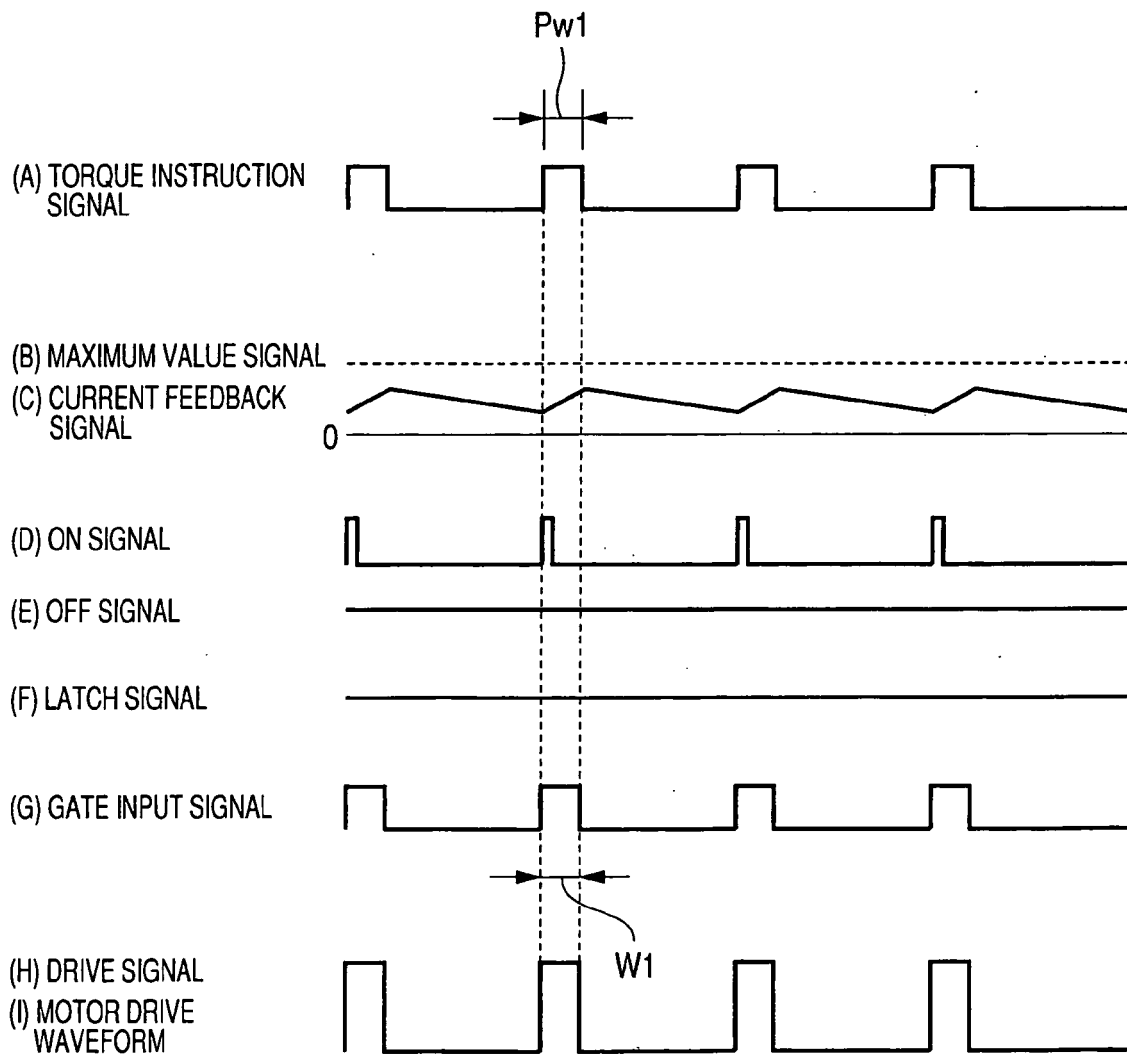 Pw1
(A) TORQUE INSTRUCTION
SIGNAL
(B) MAXIMUM VALUE SIGNAL
(C) CURRENT FEEDBACK
SIGNAL
0
(D) ON SIGNAL
(E) OFF SIGNAL
(F) LATCH SIGNAL
(G) GATE INPUT SIGNAL
W1
(H) DRIVE SIGNAL
(I) MOTOR DRIVE
WAVEFORM